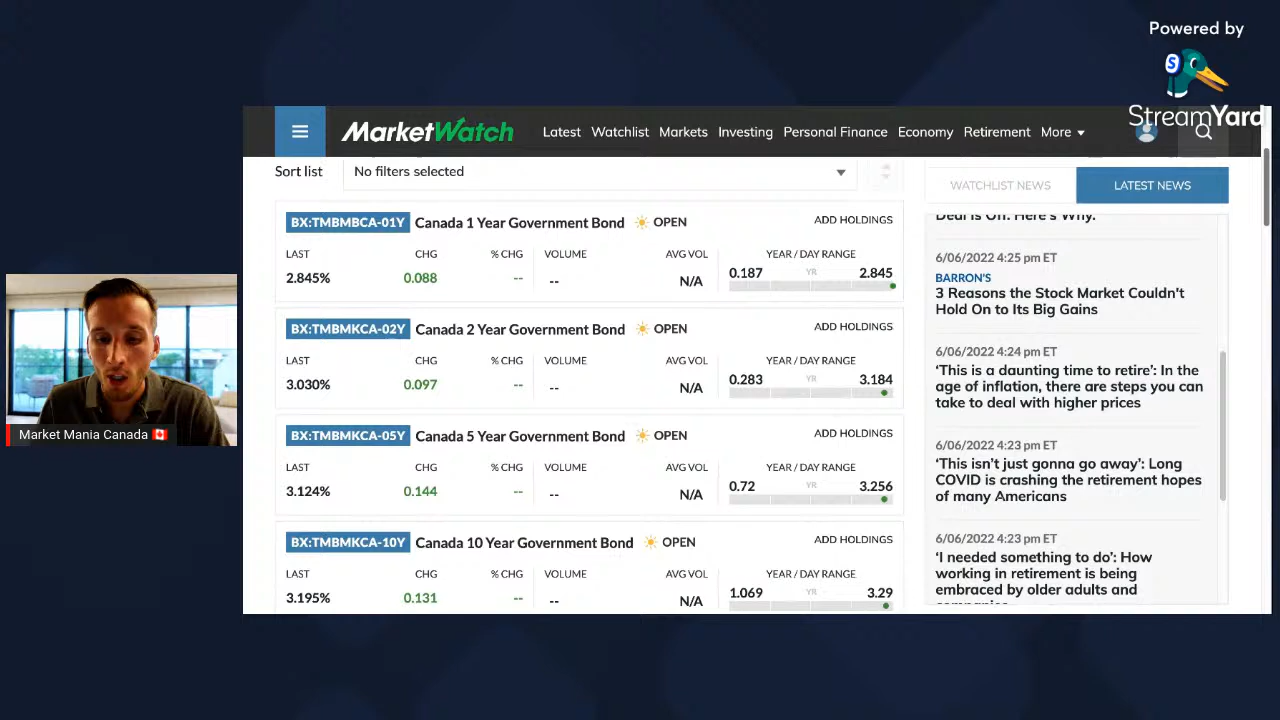 Powered by
StreamYard
MarketWatch
Latest Watchlist Markets Investing Personal Finance Economy Retirement More
Sort list
No filters selected
WATCHLIST NEWS
LATEST NEWS
BX:TMBMBCA-01Y Canada 1 Year Government Bond OPEN
ADD HOLDINGS
LAST CHG % CHG VOLUME AVG VOL YEAR / DAY RANGE
2.845% 0.088 -- -- N/A 0.187 YR 2.845
BX:TMBMKCA-02Y Canada 2 Year Government Bond OPEN
ADD HOLDINGS
LAST CHG % CHG VOLUME AVG VOL YEAR / DAY RANGE
3.030% 0.097 -- -- N/A 0.283 YR 3.184
BX:TMBMKCA-05Y Canada 5 Year Government Bond OPEN
ADD HOLDINGS
LAST CHG % CHG VOLUME AVG VOL YEAR / DAY RANGE
3.124% 0.144 -- -- N/A 0.72 YR 3.256
BX:TMBMKCA-10Y Canada 10 Year Government Bond OPEN
ADD HOLDINGS
LAST CHG % CHG VOLUME AVG VOL YEAR / DAY RANGE
3.195% 0.131 -- -- N/A 1.069 YR 3.29
Deal Is Off. Here's Why.
6/06/2022 4:25 pm ET
BARRON'S
3 Reasons the Stock Market Couldn't
Hold On to Its Big Gains
6/06/2022 4:24 pm ET
‘This is a daunting time to retire’: In the
age of inflation, there are steps you can
take to deal with higher prices
6/06/2022 4:23 pm ET
‘This isn’t just gonna go away’: Long
COVID is crashing the retirement hopes
of many Americans
6/06/2022 4:23 pm ET
‘I needed something to do’: How
working in retirement is being
embraced by older adults and
companies
Market Mania Canada